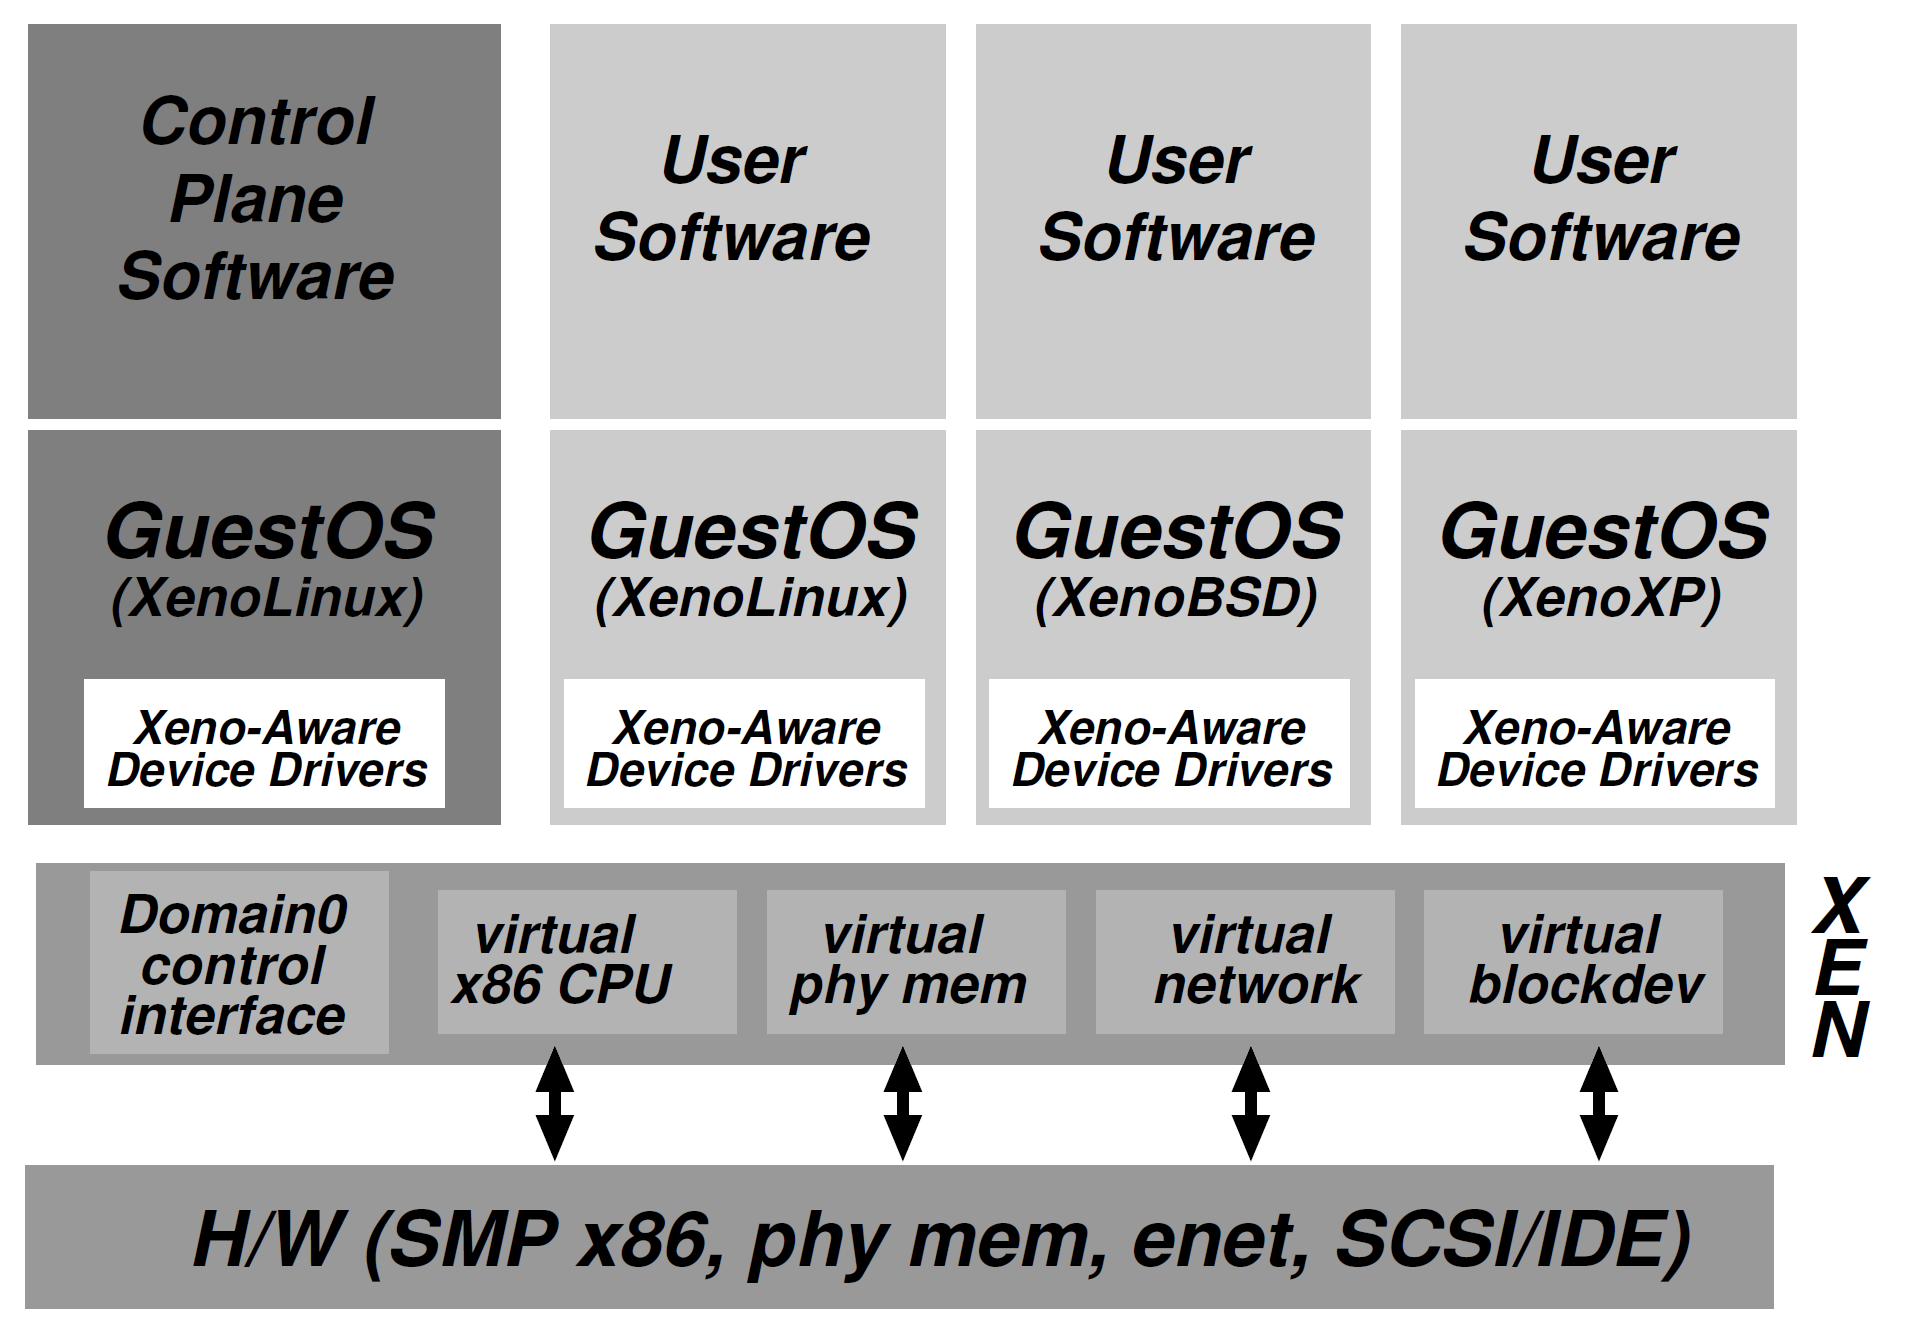 Control
Plane
Software
User
Software
User
Software
User
Software
GuestOS
(XenoLinux)
Xeno-Aware
Device Drivers
GuestOS
(XenoLinux)
Xeno-Aware
Device Drivers
GuestOS
(XenoBSD)
Xeno-Aware
Device Drivers
GuestOS
(XenoXP)
Xeno-Aware
Device Drivers
Domain0
control
interface
virtual
x86 CPU
virtual
phy mem
virtual
network
virtual
blockdev
X
E
N
H/W (SMP x86, phy mem, enet, SCSI/IDE)